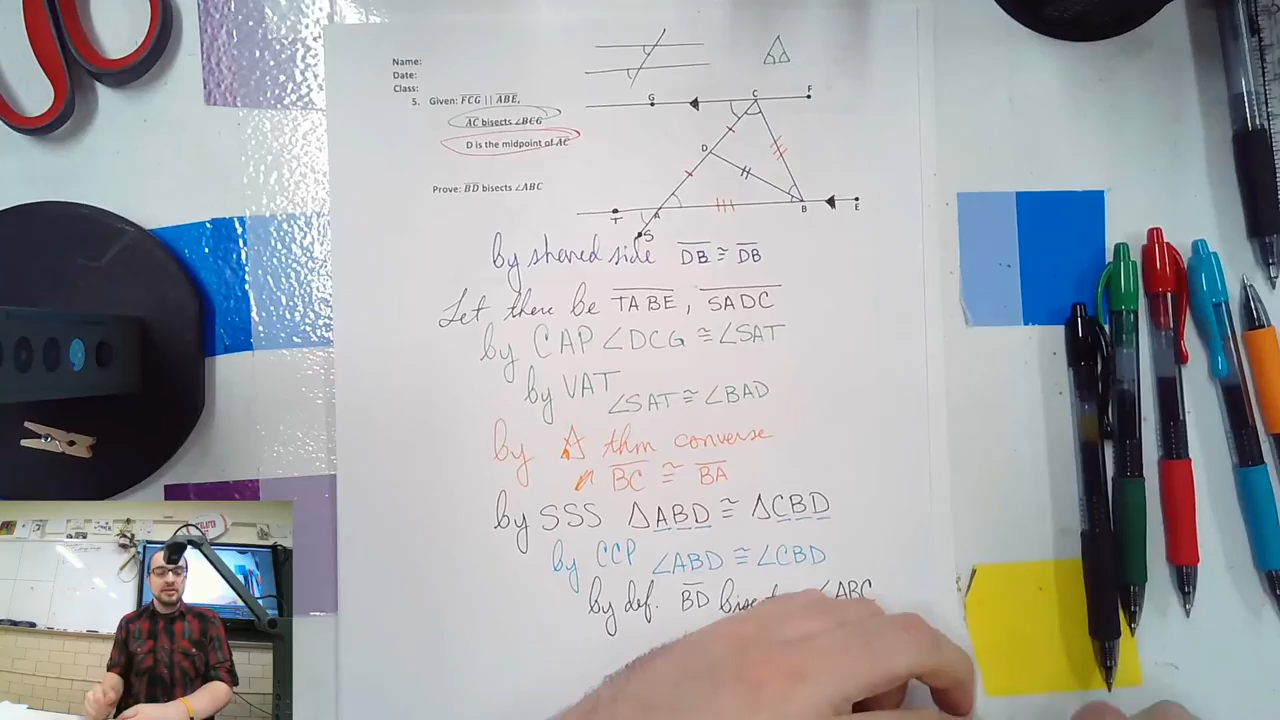 Name:
Date:
Class:
5. Given: FCG || ABE,
AC bisects ∠BCG
D is the midpoint of AC
Prove: BD bisects ∠ABC
G C F
D
T A B E
S
by shared side DB ≅ DB
Let there be TABE, SADC
by CAP ∠DCG ≅ ∠SAT
by VAT
∠SAT ≅ ∠BAD
by thm converse
BC ≅ BA
by SSS ΔABD ≅ ΔCBD
by CCP ∠ABD ≅ ∠CBD
by def. BD ∠ABC